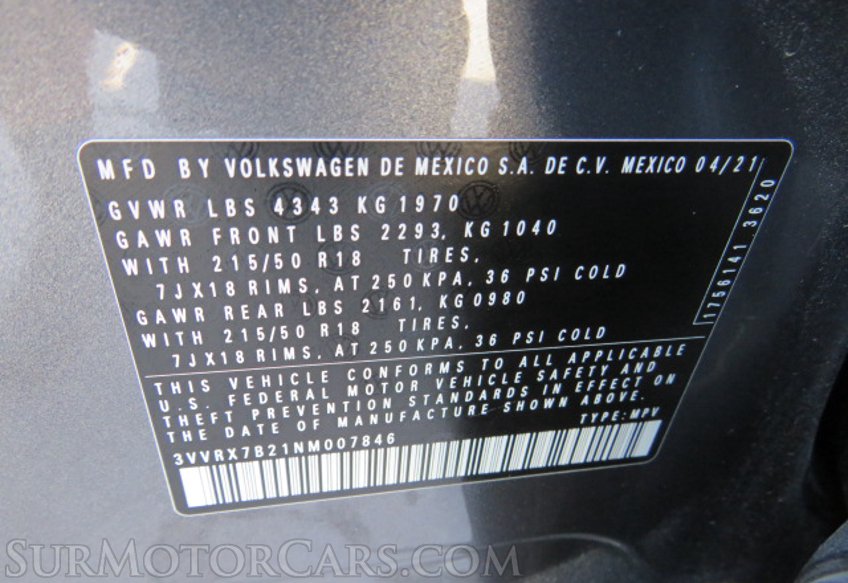 MFD BY VOLKSWAGEN DE MEXICO S.A. DE C.V. MEXICO 04/21
GVWR LBS 4343 KG 1970
GAWR FRONT LBS 2293, KG 1040
WITH 215/50 R18 TIRES,
7JX18 RIMS, AT 250 KPA, 36 PSI COLD
GAWR REAR LBS 2161, KG 0980
WITH 215/50 R18 TIRES,
7JX18 RIMS, AT 250 KPA, 36 PSI COLD
1756141 3620
THIS VEHICLE CONFORMS TO ALL APPLICABLE
U.S. FEDERAL MOTOR VEHICLE SAFETY AND
THEFT PREVENTION STANDARDS IN EFFECT ON
THE DATE OF MANUFACTURE SHOWN ABOVE.
TYPE: MPV
3VVRX7B21NM007846
SURMOTORCARS.COM